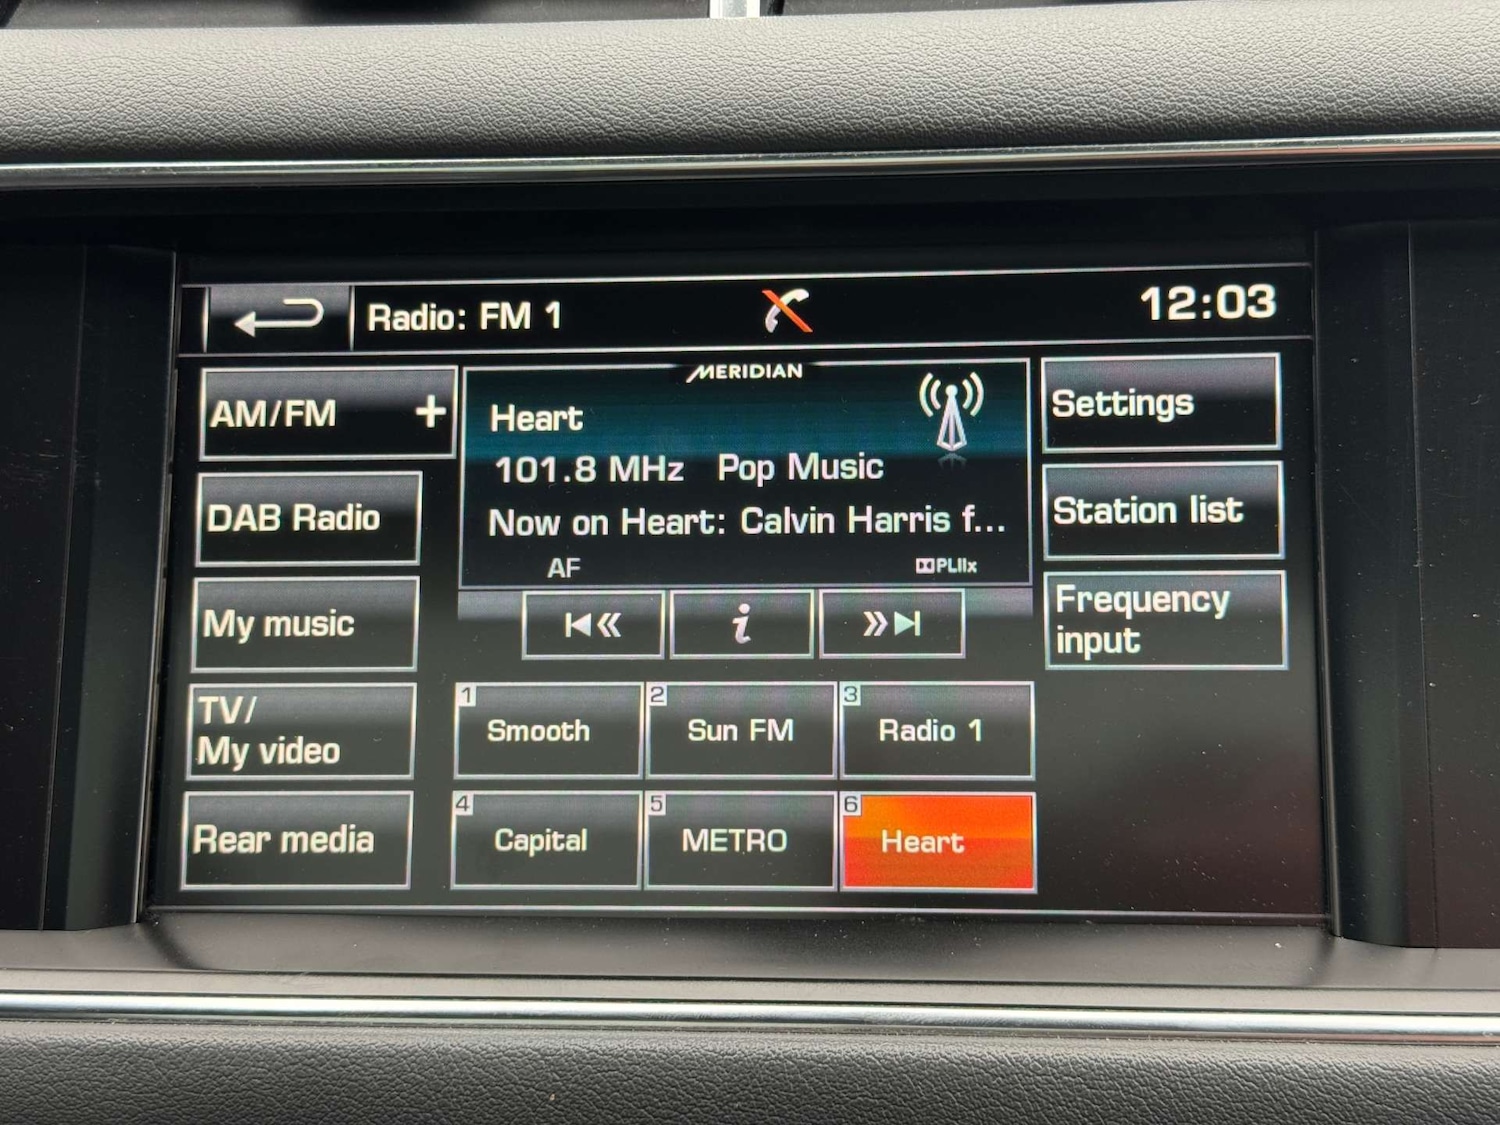 Radio: FM 1
12:03
AM/FM +
DAB Radio
My music
TV/
My video
Rear media
MERIDIAN
Heart
101.8 MHz Pop Music
Now on Heart: Calvin Harris f...
AF
PLIIx
i
1
Smooth
2
Sun FM
3
Radio 1
4
Capital
5
METRO
6
Heart
Settings
Station list
Frequency
input